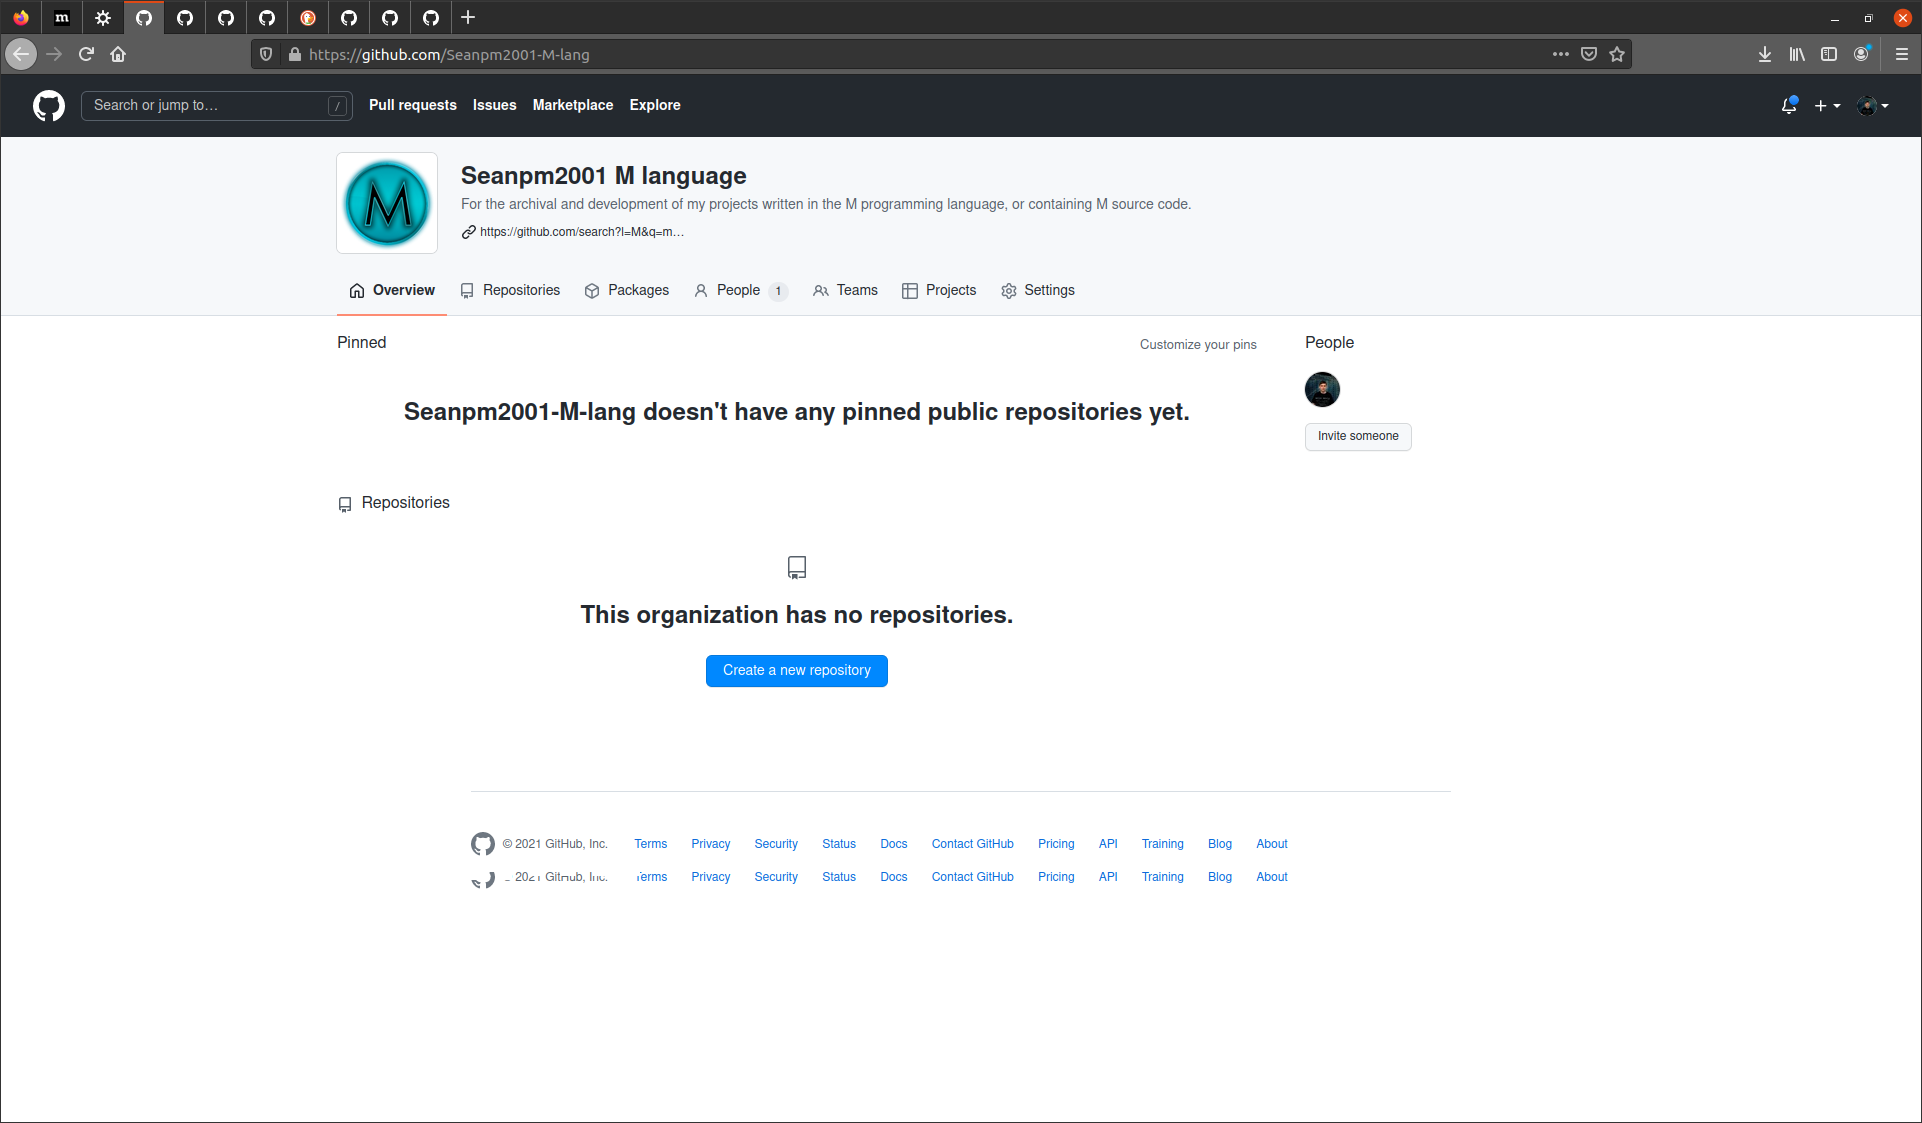 m
https://github.com/Seanpm2001-M-lang
Search or jump to… /
Pull requests Issues Marketplace Explore
M
Seanpm2001 M language
For the archival and development of my projects written in the M programming language, or containing M source code.
https://github.com/search?l=M&q=m…
Overview Repositories Packages People 1 Teams Projects Settings
Pinned
Customize your pins
People
Seanpm2001-M-lang doesn't have any pinned public repositories yet.
Invite someone
Repositories
This organization has no repositories.
Create a new repository
© 2021 GitHub, Inc. Terms Privacy Security Status Docs Contact GitHub Pricing API Training Blog About
2021 GitHub, Inc. Terms Privacy Security Status Docs Contact GitHub Pricing API Training Blog About